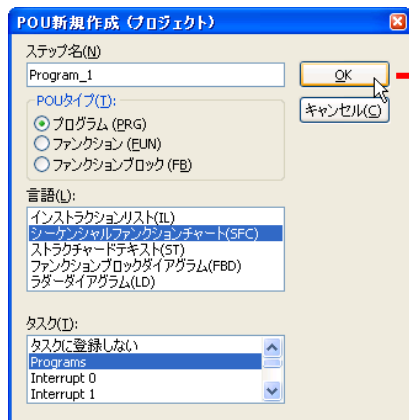 POU新規作成 (プロジェクト)
ステップ名(N)
Program_1
OK
キャンセル(C)
POUタイプ(T):
プログラム (PRG)
ファンクション (FUN)
ファンクションブロック (FB)
言語(L):
インストラクションリスト(IL)
シーケンシャルファンクションチャート(SFC)
ストラクチャードテキスト(ST)
ファンクションブロックダイアグラム(FBD)
ラダーダイアグラム(LD)
タスク(T):
タスクに登録しない
Programs
Interrupt 0
Interrupt 1